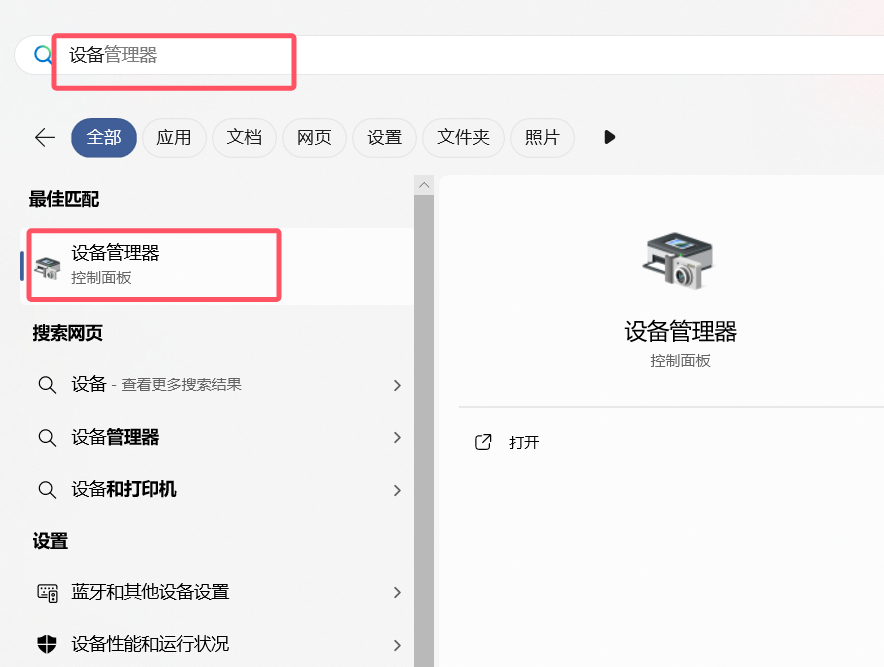 设备管理器
全部 应用 文档 网页 设置 文件夹 照片
最佳匹配
设备管理器
控制面板
搜索网页
设备 - 查看更多搜索结果
设备管理器
设备和打印机
设置
蓝牙和其他设备设置
设备性能和运行状况
设备管理器
控制面板
打开